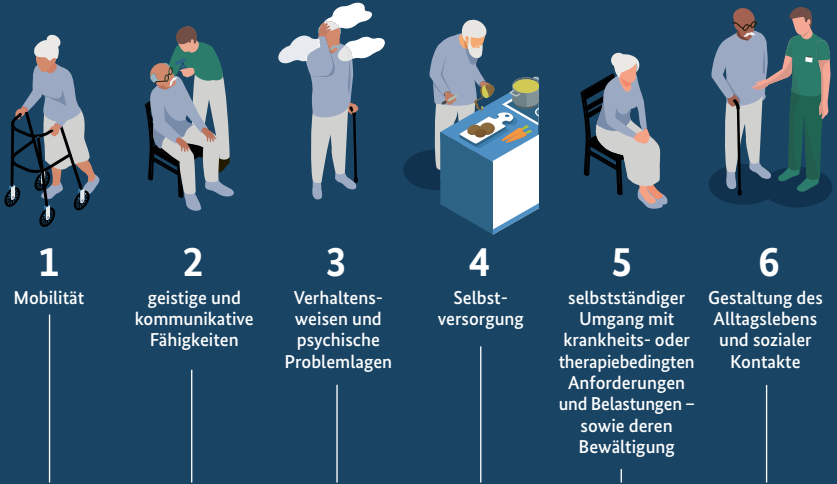 1
Mobilität
2
geistige und
kommunikative
Fähigkeiten
3
Verhaltens-
weisen und
psychische
Problemlagen
4
Selbst-
versorgung
5
selbstständiger
Umgang mit
krankheits- oder
therapiebedingten
Anforderungen
und Belastungen –
sowie deren
Bewältigung
6
Gestaltung des
Alltagslebens
und sozialer
Kontakte